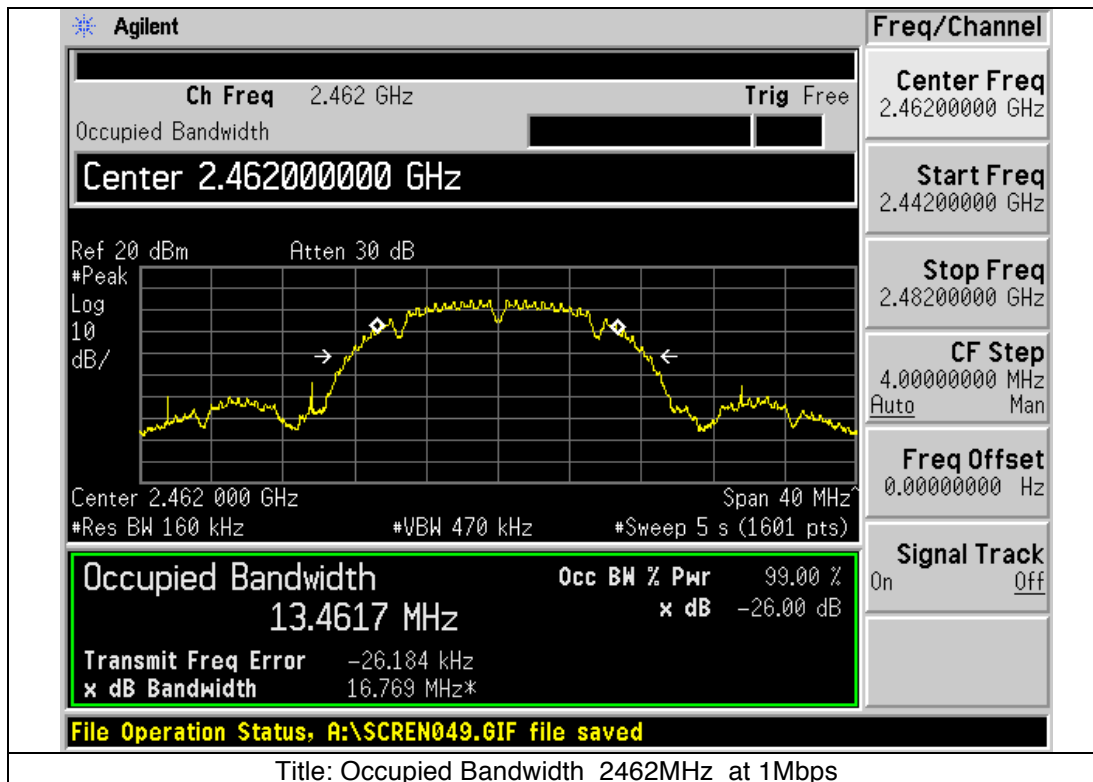 Agilent
Freq/Channel
Ch Freq 2.462 GHz Trig Free
Occupied Bandwidth
Center 2.462000000 GHz
Ref 20 dBm Atten 30 dB
#Peak
Log
10
dB/
Center 2.462 000 GHz Span 40 MHz^
#Res BW 160 kHz #VBW 470 kHz #Sweep 5 s (1601 pts)
Occupied Bandwidth
13.4617 MHz
Occ BW % Pwr 99.00 %
x dB -26.00 dB
Transmit Freq Error -26.184 kHz
x dB Bandwidth 16.769 MHz*
File Operation Status, A:\SCREN049.GIF file saved
Center Freq
2.46200000 GHz
Start Freq
2.44200000 GHz
Stop Freq
2.48200000 GHz
CF Step
4.00000000 MHz
Auto Man
Freq Offset
0.00000000 Hz
Signal Track
On Off
Title: Occupied Bandwidth 2462MHz at 1Mbps